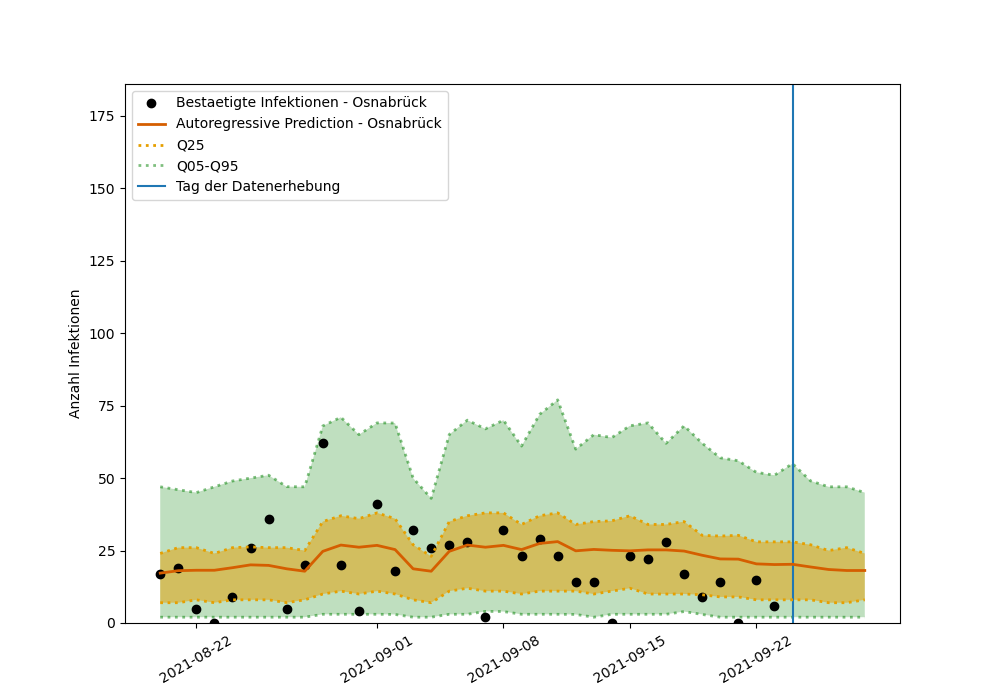 Bestaetigte Infektionen - Osnabrück
Autoregressive Prediction - Osnabrück
Q25
Q05-Q95
Tag der Datenerhebung
Anzahl Infektionen
175
150
125
100
75
50
25
0
2021-08-22
2021-09-01
2021-09-08
2021-09-15
2021-09-22